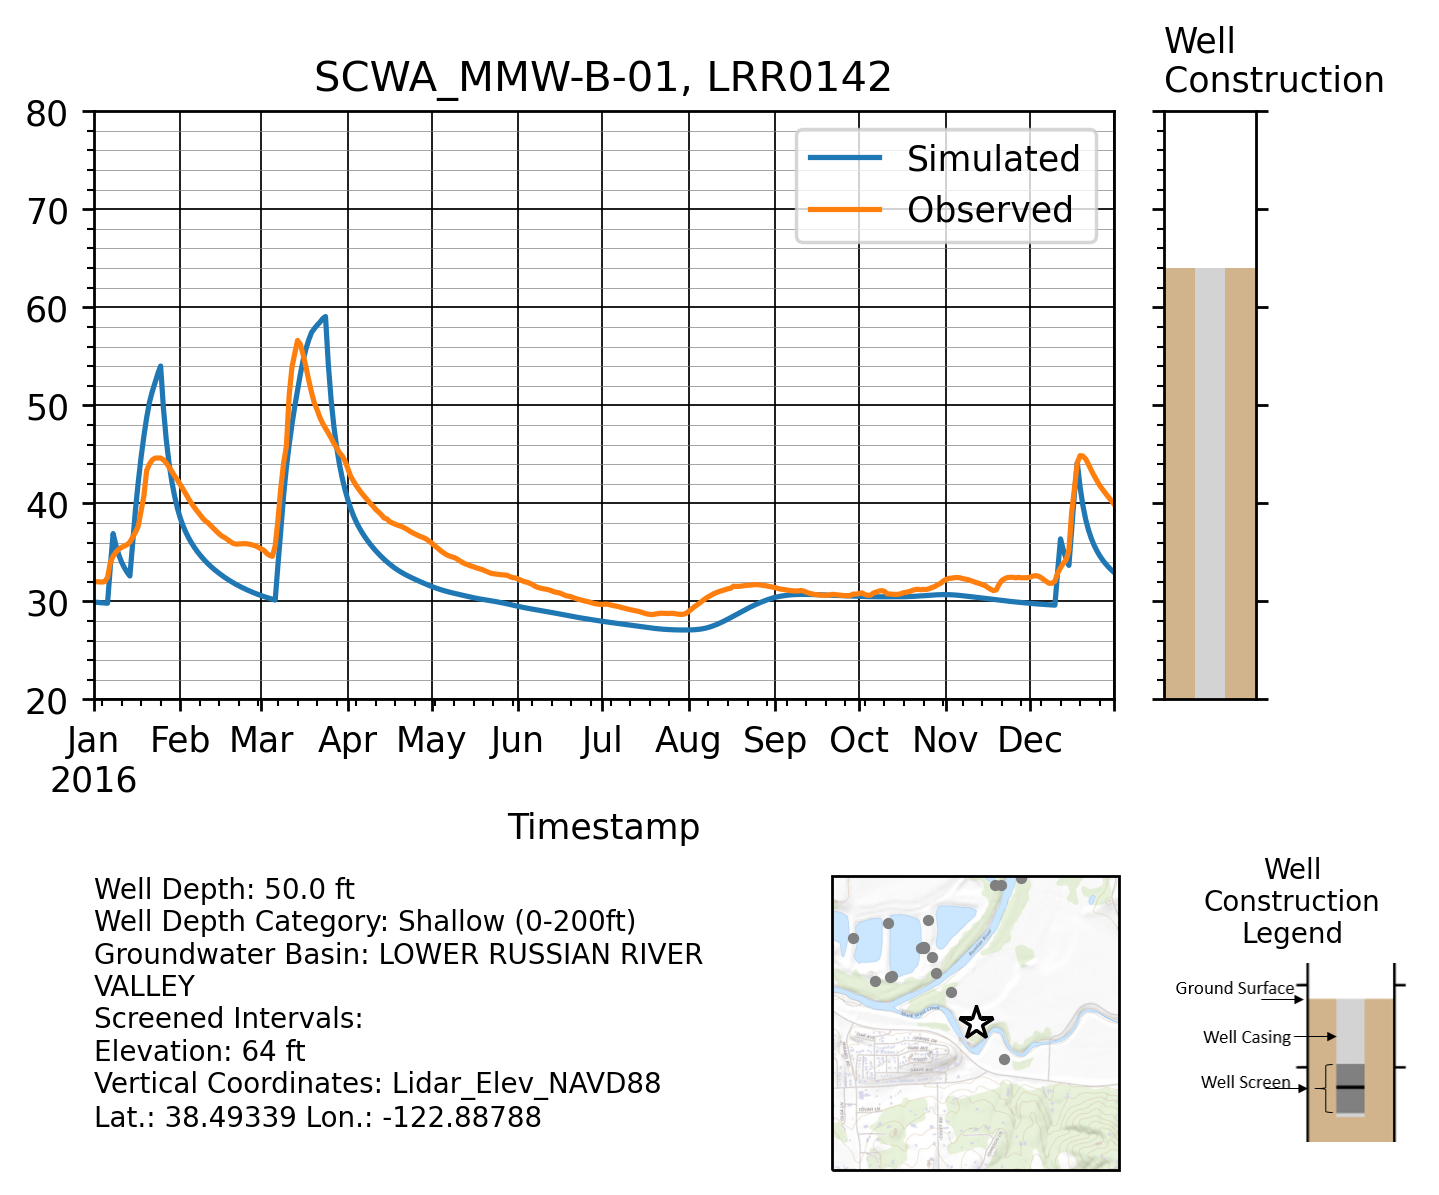 Well
Construction
SCWA_MMW-B-01, LRR0142
80
70
60
50
40
30
20
Simulated
Observed
Jan
Feb
Mar
Apr
May
Jun
Jul
Aug
Sep
Oct
Nov
Dec
2016
Timestamp
Well Depth: 50.0 ft
Well Depth Category: Shallow (0-200ft)
Groundwater Basin: LOWER RUSSIAN RIVER
VALLEY
Screened Intervals:
Elevation: 64 ft
Vertical Coordinates: Lidar_Elev_NAVD88
Lat.: 38.49339 Lon.: -122.88788
Well
Construction
Legend
Ground Surface
Well Casing
Well Screen